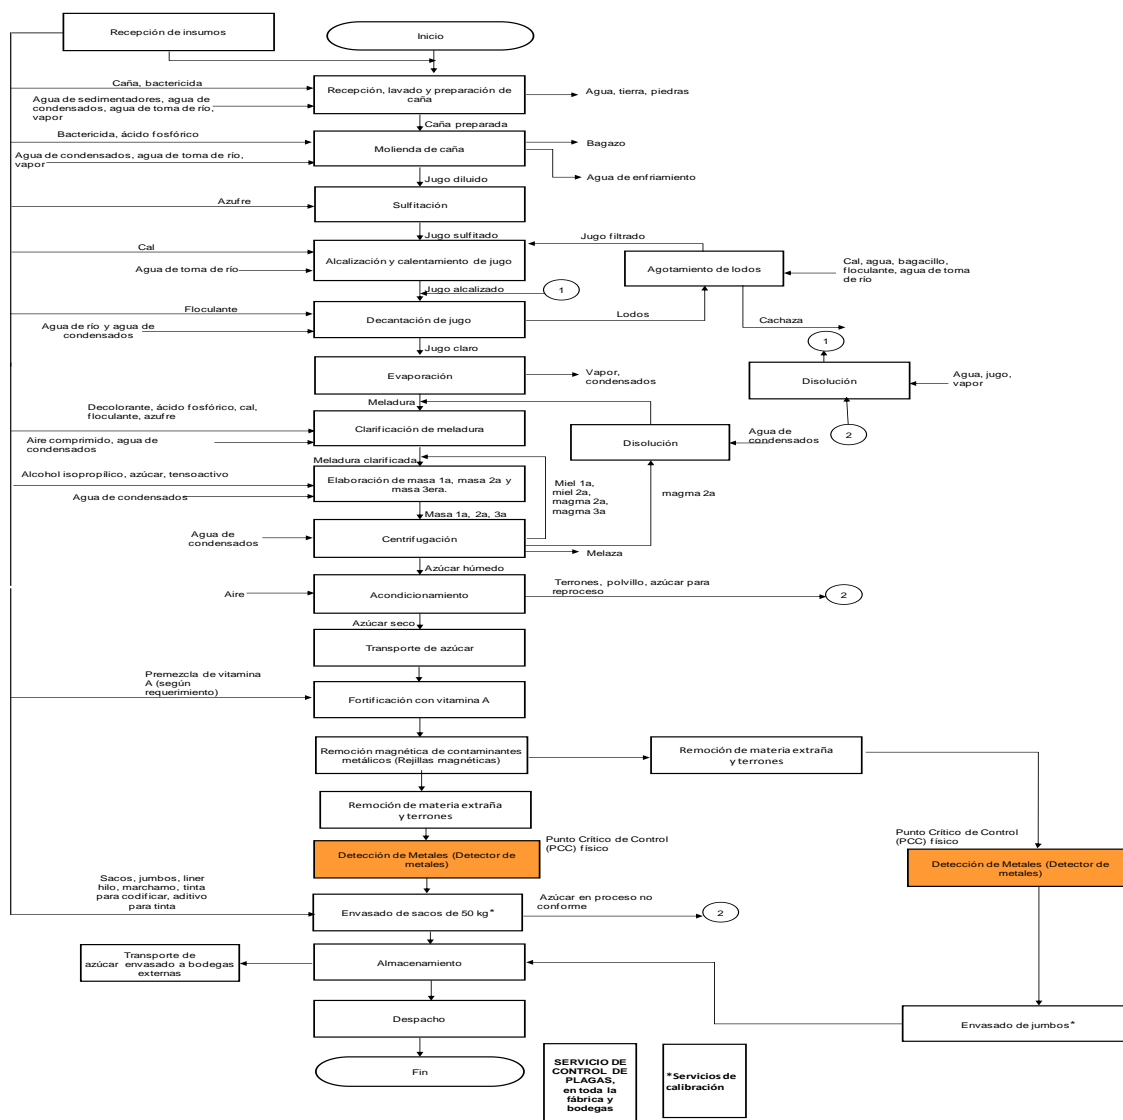 Recepción de insumos
Inicio
Caña, bactericida
Agua de sedimentadores, agua de
condensados, agua de toma de río,
vapor
Recepción, lavado y preparación de
caña
Agua, tierra, piedras
Caña preparada
Bactericida, ácido fosfórico
Agua de condensados, agua de toma de río,
vapor
Molienda de caña
Bagazo
Agua de enfriamiento
Jugo diluido
Azufre
Sulfitación
Jugo sulfitado
Jugo filtrado
Cal
Agua de toma de río
Alcalización y calentamiento de jugo
Agotamiento de lodos
Cal, agua, bagacillo,
floculante, agua de toma
de río
Jugo alcalizado
1
Floculante
Agua de río y agua de
condensados
Decantación de jugo
Lodos
Cachaza
1
Jugo claro
Evaporación
Vapor,
condensados
Disolución
Agua, jugo,
vapor
Meladura
Decolorante, ácido fosfórico, cal,
floculante, azufre
Aire comprimido, agua de
condensados
Clarificación de meladura
Disolución
Agua de
condensados
2
Meladura clarificada
Alcohol isopropílico, azúcar, tensoactivo
Agua de condensados
Elaboración de masa 1a, masa 2a y
masa 3era.
Miel 1a,
miel 2a,
magma 2a,
magma 3a
magma 2a
Masa 1a, 2a, 3a
Agua de
condensados
Centrifugación
Melaza
Azúcar húmedo
Aire
Acondicionamiento
Terrones, polvillo, azúcar para
reproceso
2
Azúcar seco
Transporte de azúcar
Premezcla de vitamina
A (según
requerimiento)
Fortificación con vitamina A
Remoción magnética de contaminantes
metálicos (Rejillas magnéticas)
Remoción de materia extraña
y terrones
Remoción de materia extraña
y terrones
Punto Crítico de Control
(PCC) físico
Detección de Metales (Detector de
metales)
Punto Crítico de Control
(PCC) físico
Detección de Metales (Detector de
metales)
Sacos, jumbos, liner
hilo, marchamo, tinta
para codificar, aditivo
para tinta
Envasado de sacos de 50 kg*
Azúcar en proceso no
conforme
2
Transporte de
azúcar envasado a bodegas
externas
Almacenamiento
Despacho
Envasado de jumbos*
Fin
SERVICIO DE
CONTROL DE
PLAGAS,
en toda la
fábrica y
bodegas
*Servicios de
calibración